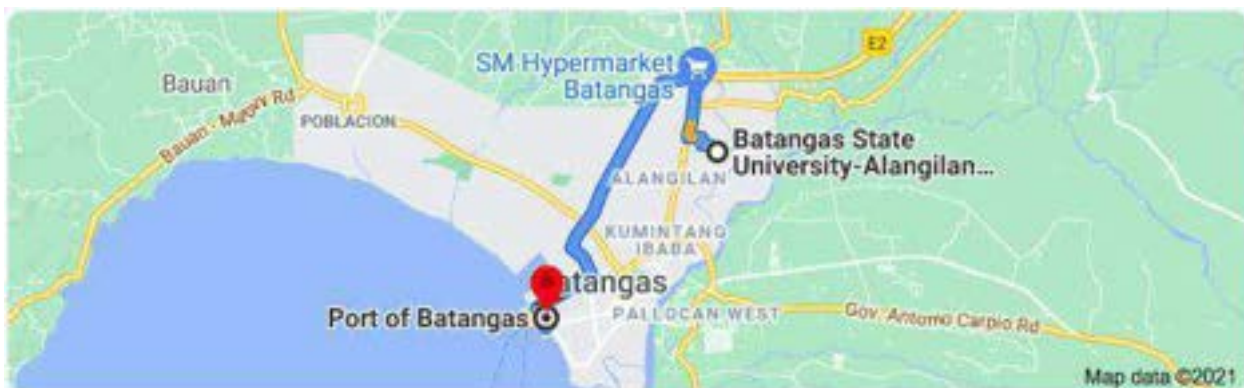 Bauan
SM Hypermarket
Batangas
E2
POBLACION
Bauan - Mabini Rd
Batangas State
University-Alangilan...
ALANGILAN
KUMINTANG
IBABA
Batangas
Port of Batangas
PALLOCAN WEST
Gov. Antonio Carpio Rd
Map data ©2021